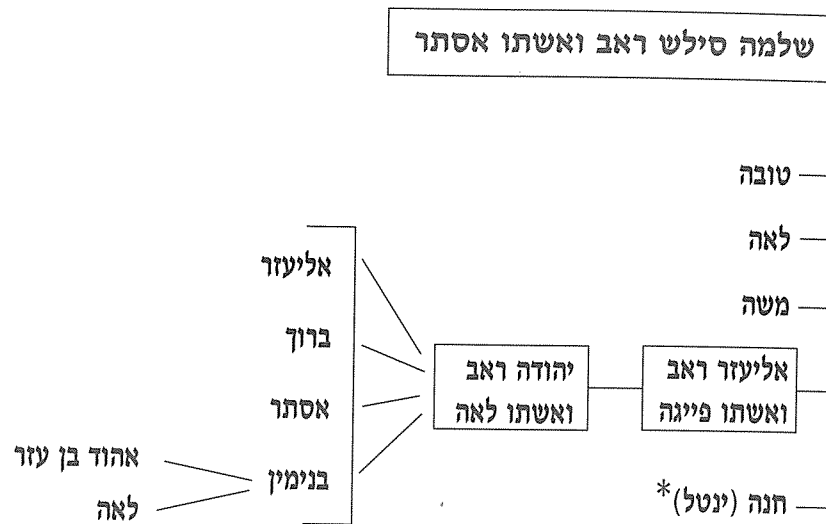 שלמה סילש ראב ואשתו אסתר
טובה
לאה
משה
אליעזר ראב
ואשתו פייגה
חנה (ינטל)*
יהודה ראב
ואשתו לאה
אליעזר
ברוך
אסתר
בנימין
אהוד בן עזר
לאה